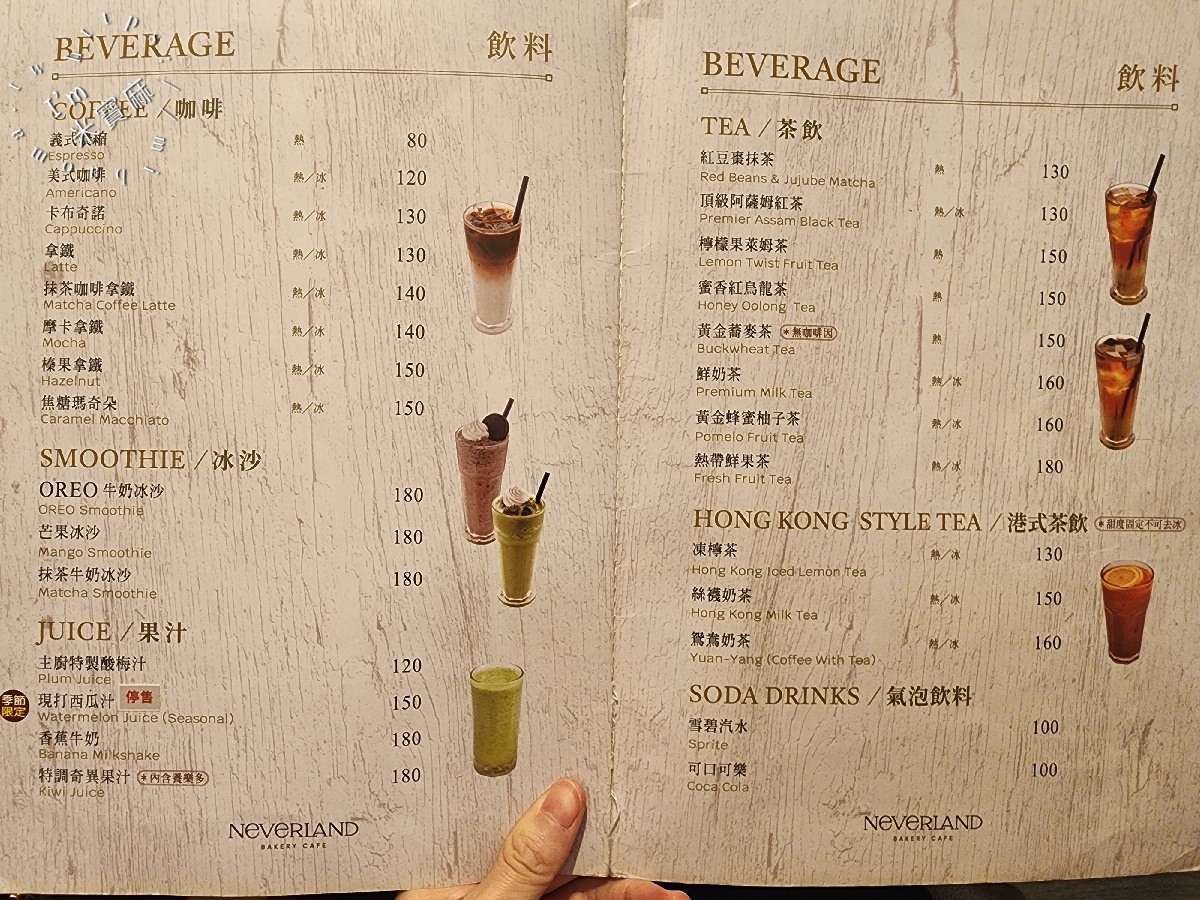 BEVERAGE 飲料
COFFEE / 咖啡
義式濃縮 熱 80
Espresso
美式咖啡 熱/冰 120
Americano
卡布奇諾 熱/冰 130
Cappuccino
拿鐵 熱/冰 130
Latte
抹茶咖啡拿鐵 熱/冰 140
Matcha Coffee Latte
摩卡拿鐵 熱/冰 140
Mocha
榛果拿鐵 熱/冰 150
Hazelnut
焦糖瑪奇朵 熱/冰 150
Caramel Macchiato
SMOOTHIE / 冰沙
OREO 牛奶冰沙 180
OREO Smoothie
芒果冰沙 180
Mango Smoothie
抹茶牛奶冰沙 180
Matcha Smoothie
JUICE / 果汁
主廚特製酸梅汁 120
Plum Juice
季節限定 現打西瓜汁 停售 150
Watermelon Juice (Seasonal)
香蕉牛奶 180
Banana Milkshake
特調奇異果汁 *內含養樂多 180
Kiwi Juice
NEVERLAND
BAKERY CAFE
BEVERAGE 飲料
TEA / 茶飲
紅豆棗抹茶 熱 130
Red Beans & Jujube Matcha
頂級阿薩姆紅茶 熱/冰 130
Premier Assam Black Tea
檸檬果萊姆茶 熱 150
Lemon Twist Fruit Tea
蜜香紅烏龍茶 熱 150
Honey Oolong Tea
黃金蕎麥茶 *無咖啡因 熱 150
Buckwheat Tea
鮮奶茶 熱/冰 160
Premium Milk Tea
黃金蜂蜜柚子茶 熱/冰 160
Pomelo Fruit Tea
熱帶鮮果茶 熱/冰 180
Fresh Fruit Tea
HONG KONG STYLE TEA / 港式茶飲 *甜度固定不可去冰
凍檸茶 熱/冰 130
Hong Kong Iced Lemon Tea
絲襪奶茶 熱/冰 150
Hong Kong Milk Tea
鴛鴦奶茶 熱/冰 160
Yuan-Yang (Coffee With Tea)
SODA DRINKS / 氣泡飲料
雪碧汽水 100
Sprite
可口可樂 100
Coca Cola
NEVERLAND
BAKERY CAFE
米寶麻